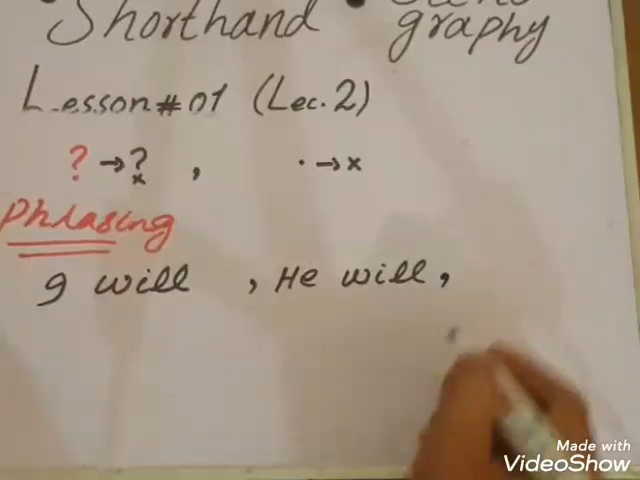 Shorthand •
graphy
Lesson # 01 (Lec. 2)
? → ?x , · → x
Phrasing
I will , He will ,
Made with
VideoShow